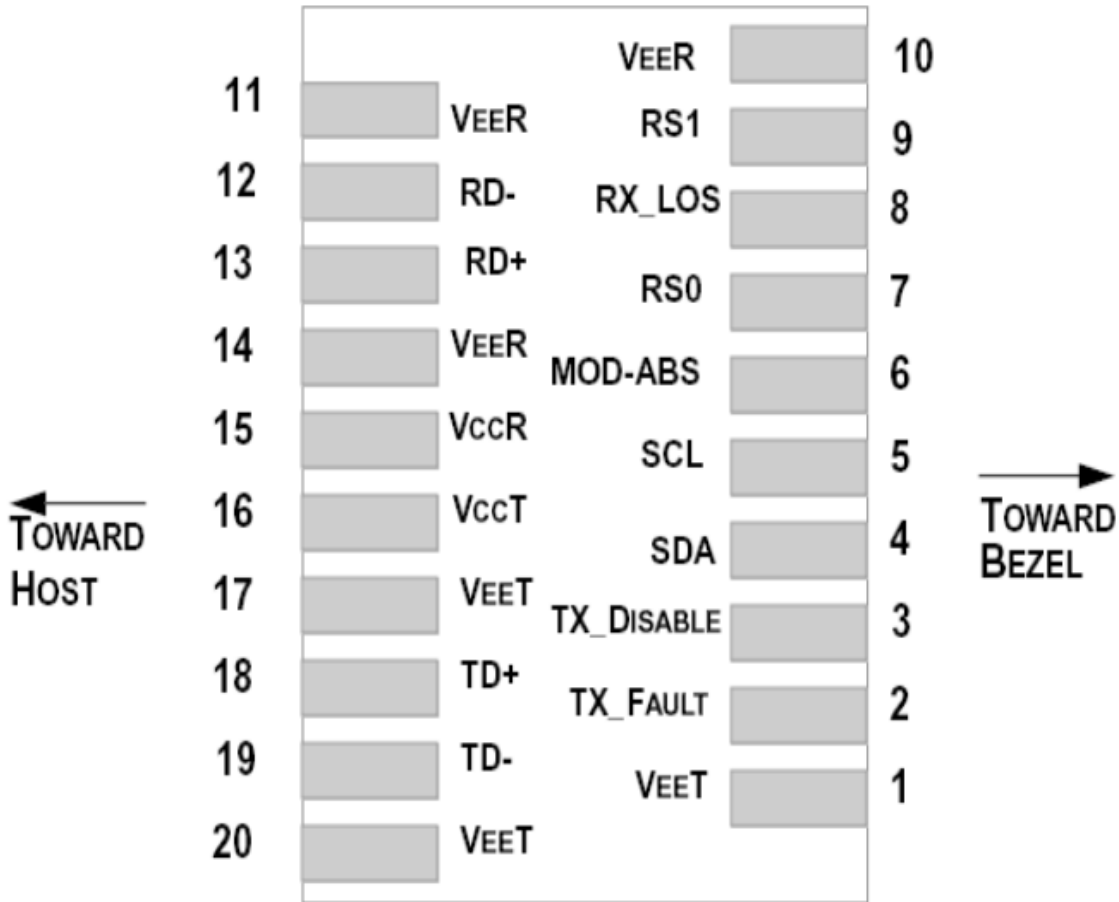 11 VEER
12 RD-
13 RD+
14 VEER
15 VCCR
16 VCCT
17 VEET
18 TD+
19 TD-
20 VEET
VEER 10
RS1 9
RX_LOS 8
RS0 7
MOD-ABS 6
SCL 5
SDA 4
TX_DISABLE 3
TX_FAULT 2
VEET 1
TOWARD
HOST
TOWARD
BEZEL